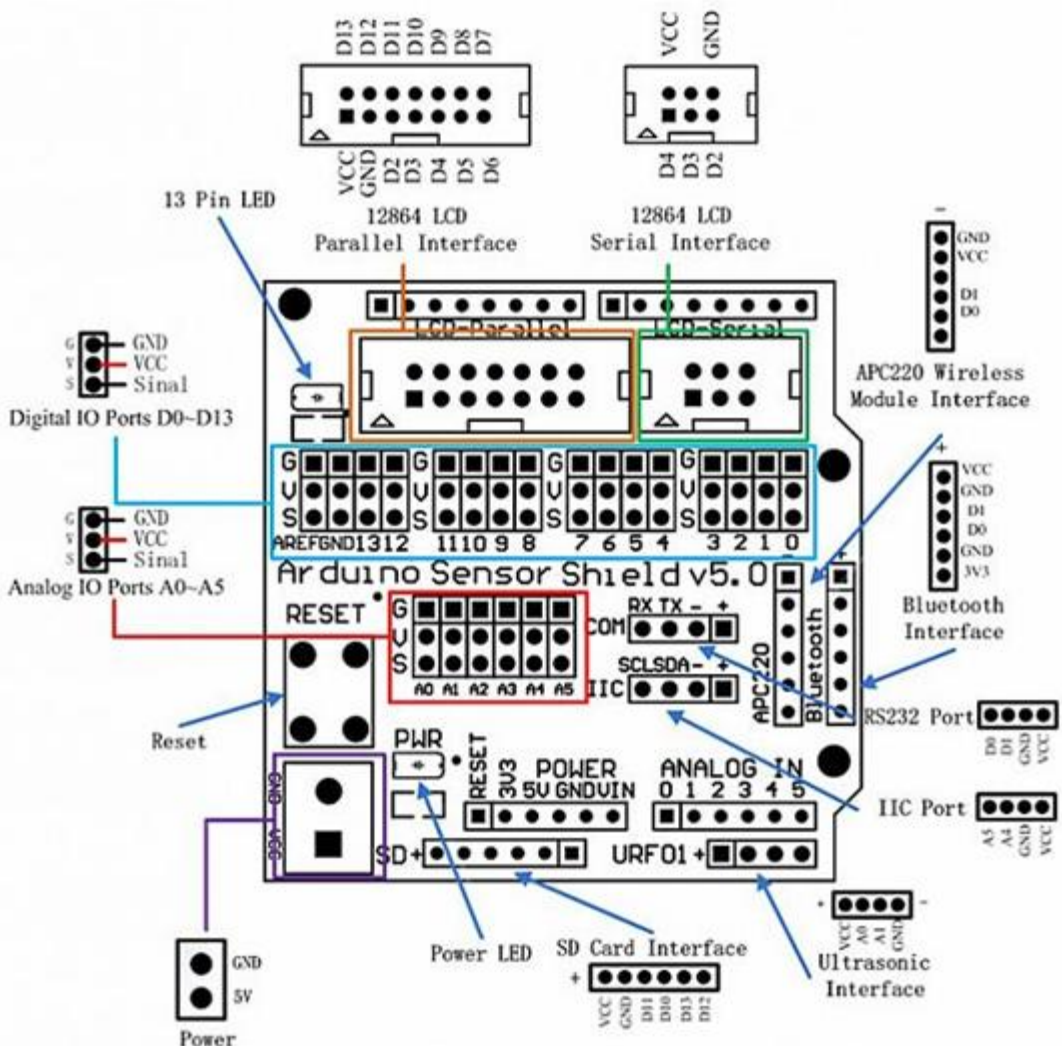 D13 D12 D11 D10 D9 D8 D7
VCC GND D2 D3 D4 D5 D6
VCC GND
D4 D3 D2
13 Pin LED
12864 LCD
Parallel Interface
12864 LCD
Serial Interface
-
GND
VCC
D1
D0
APC220 Wireless
Module Interface
G GND
V VCC
S Sinal
Digital IO Ports D0~D13
G GND
V VCC
S Sinal
Analog IO Ports A0~A5
LCD-Parallel
LCD-Serial
G G G G
V V V V
S S S S
AREF GND 13 12 11 10 9 8 7 6 5 4 3 2 1 0
Arduino Sensor Shield v5.0
- +
+
VCC
GND
D1
D0
GND
3V3
Bluetooth
Interface
RESET
G
V
S
A0 A1 A2 A3 A4 A5
RX TX - +
COM
SCL SDA - +
IIC
APC220
Bluetooth
Reset
RS232 Port
D0 D1 GND VCC
IIC Port
A5 A4 GND VCC
PWR
RESET 3V3 5V GND VIN
POWER
ANALOG IN
0 1 2 3 4 5
GND
VCC
SD+
URF01 +
Power LED
SD Card Interface
+
VCC GND D11 D10 D13 D12
+ -
VCC A0 A1 GND
Ultrasonic
Interface
GND
5V
Power